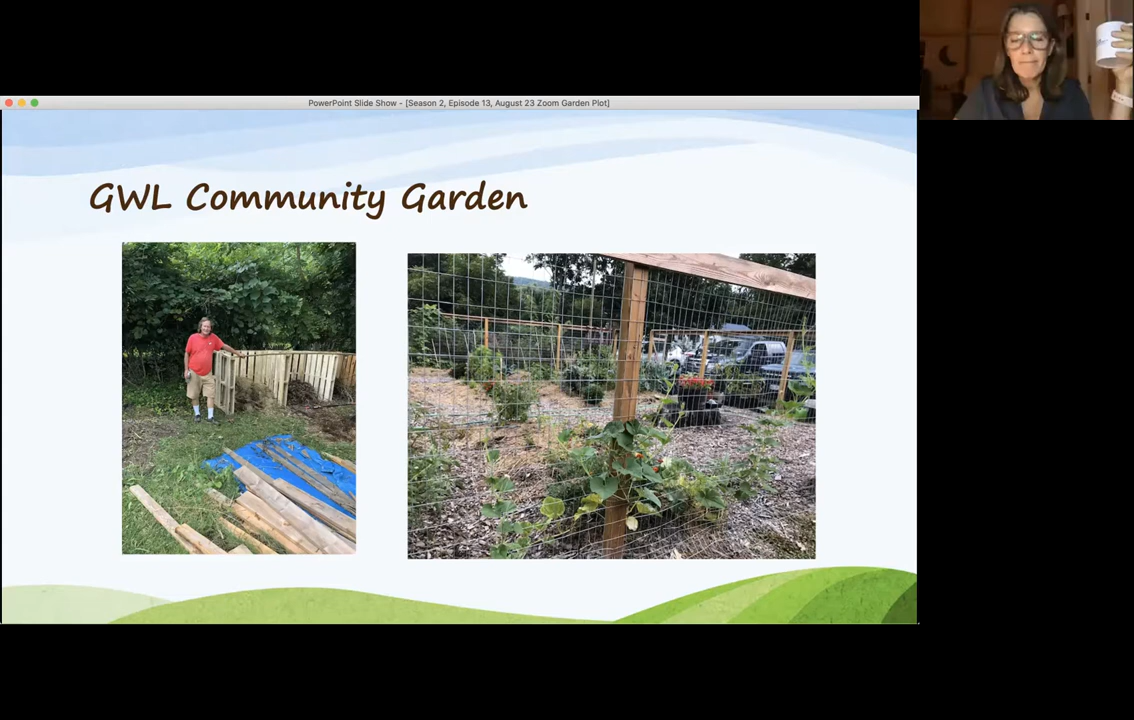 PowerPoint Slide Show - [Season 2, Episode 13, August 23 Zoom Garden Plot]
GWL Community Garden